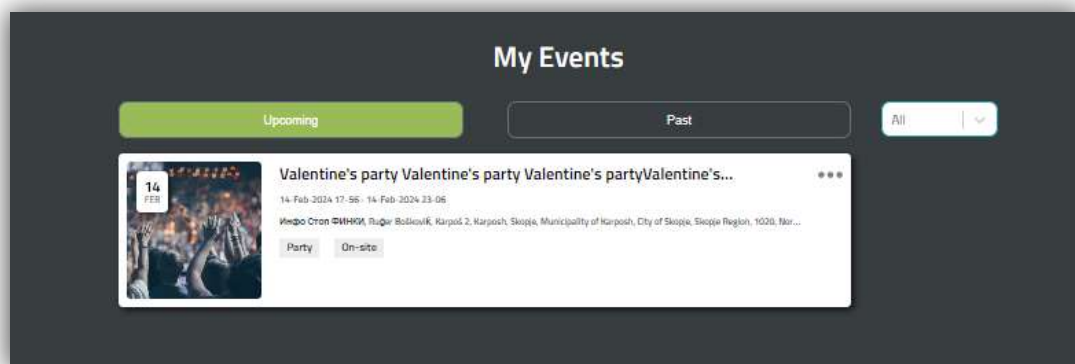 My Events
Upcoming
Past
All
14
FEB
Valentine's party Valentine's party Valentine's partyValentine's...
14-Feb-2024 17-56 - 14-Feb-2024 23-06
Инфо Стоп ФИНКИ, Ruǵer Boškoviḱ, Karpoš 2, Karposh, Skopje, Municipality of Karposh, City of Skopje, Skopje Region, 1020, Nor...
Party
On-site